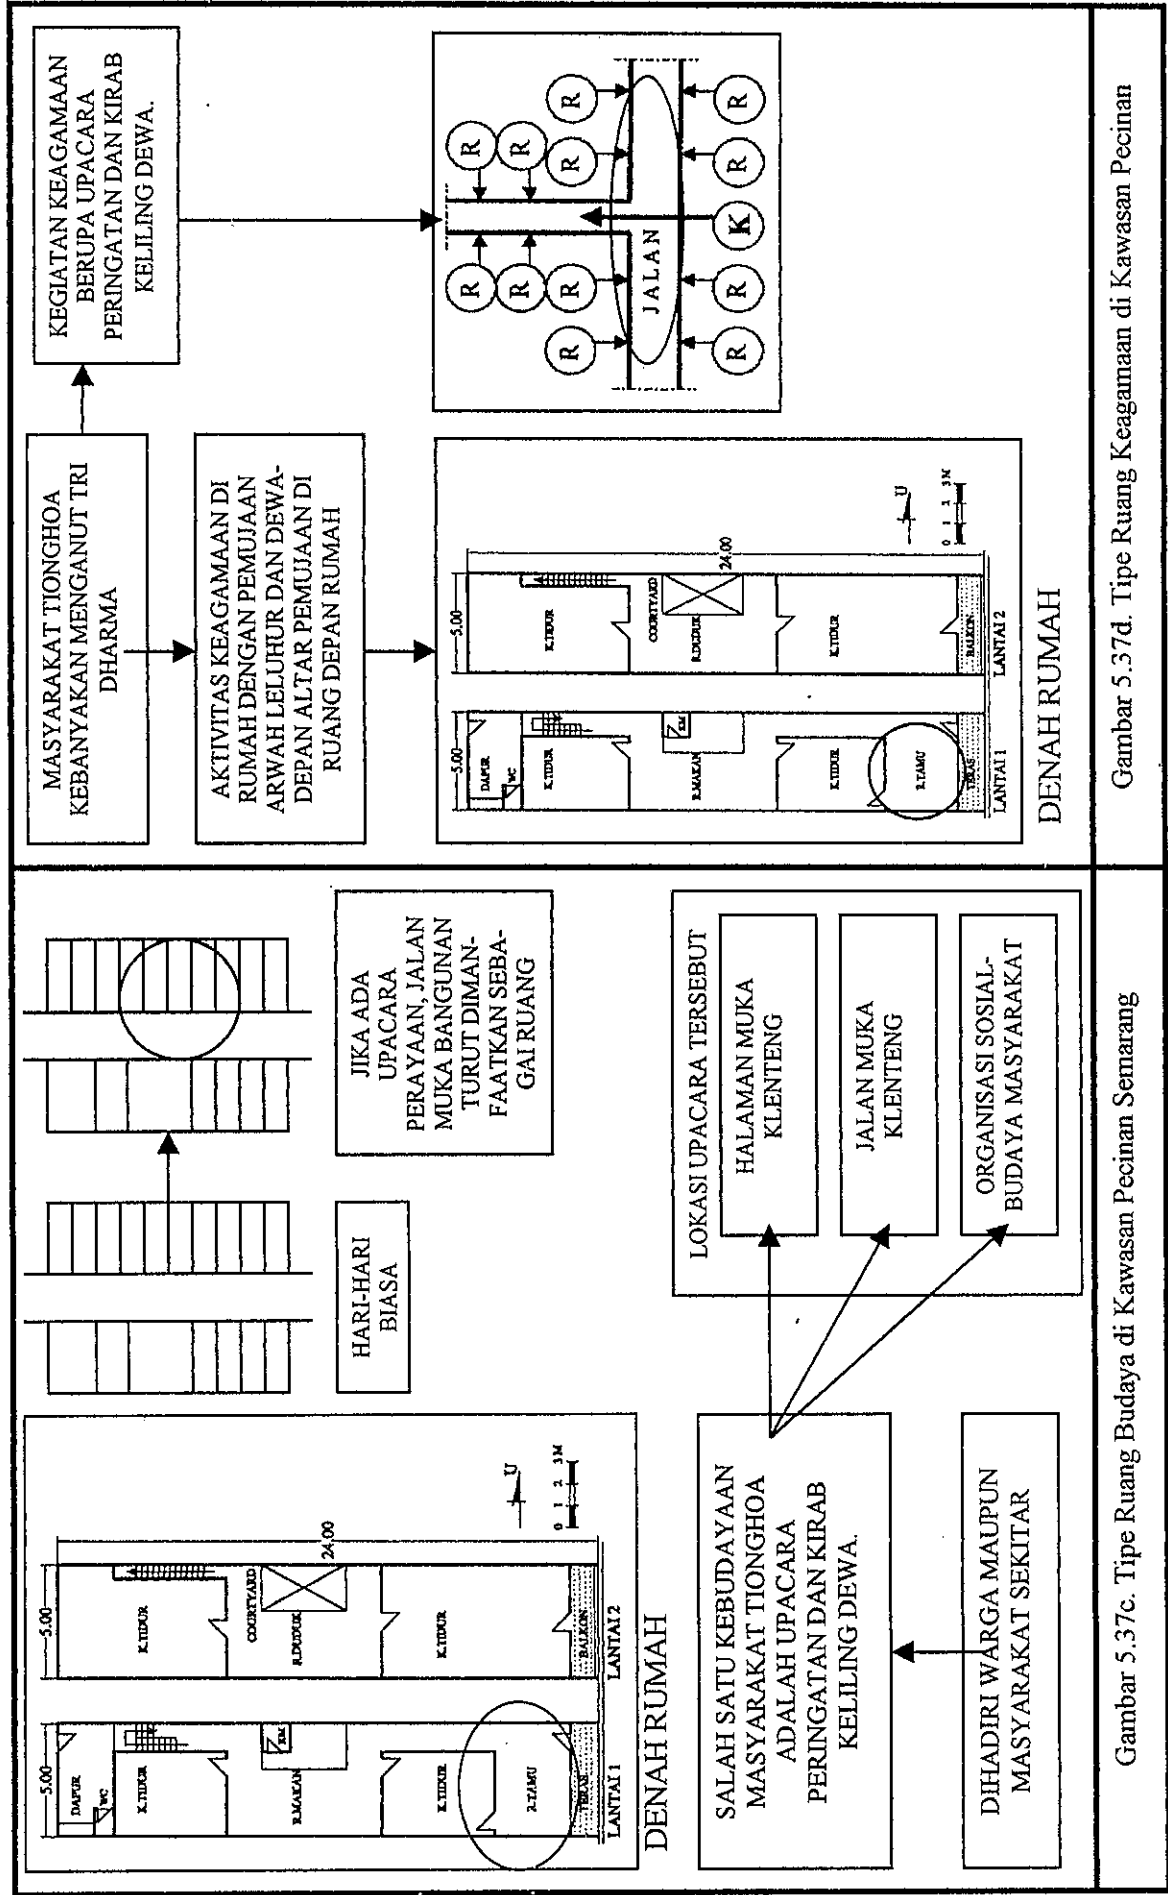 5.00
5.00
DAPUR
WC
K.TIDUR
KM
R.MAKAN
K.TIDUR
R.TAMU
TERAS
LANTAI 1
K.TIDUR
COURTYARD
R.DUDUK
K.TIDUR
BALKON
LANTAI 2
24.00
U
0 1 2 3 M
DENAH RUMAH
HARI-HARI
BIASA
JIKA ADA
UPACARA
PERAYAAN, JALAN
MUKA BANGUNAN
TURUT DIMAN-
FAATKAN SEBA-
GAI RUANG
SALAH SATU KEBUDAYAAN
MASYARAKAT TIONGHOA
ADALAH UPACARA
PERINGATAN DAN KIRAB
KELILING DEWA.
DIHADIRI WARGA MAUPUN
MASYARAKAT SEKITAR
LOKASI UPACARA TERSEBUT
HALAMAN MUKA
KLENTENG
JALAN MUKA
KLENTENG
ORGANISASI SOSIAL-
BUDAYA MASYARAKAT
Gambar 5.37c. Tipe Ruang Budaya di Kawasan Pecinan Semarang
MASYARAKAT TIONGHOA
KEBANYAKAN MENGANUT TRI
DHARMA
KEGIATAN KEAGAMAAN
BERUPA UPACARA
PERINGATAN DAN KIRAB
KELILING DEWA.
AKTIVITAS KEAGAMAAN DI
RUMAH DENGAN PEMUJAAN
ARWAH LELUHUR DAN DEWA-
DEPAN ALTAR PEMUJAAN DI
RUANG DEPAN RUMAH
5.00
5.00
DAPUR
WC
K.TIDUR
KM
R.MAKAN
K.TIDUR
R.TAMU
TERAS
LANTAI 1
K.TIDUR
COURTYARD
R.DUDUK
K.TIDUR
BALKON
LANTAI 2
24.00
U
0 1 2 3 M
DENAH RUMAH
R R
R R
R R R R
JALAN
R R K R R
Gambar 5.37d. Tipe Ruang Keagamaan di Kawasan Pecinan